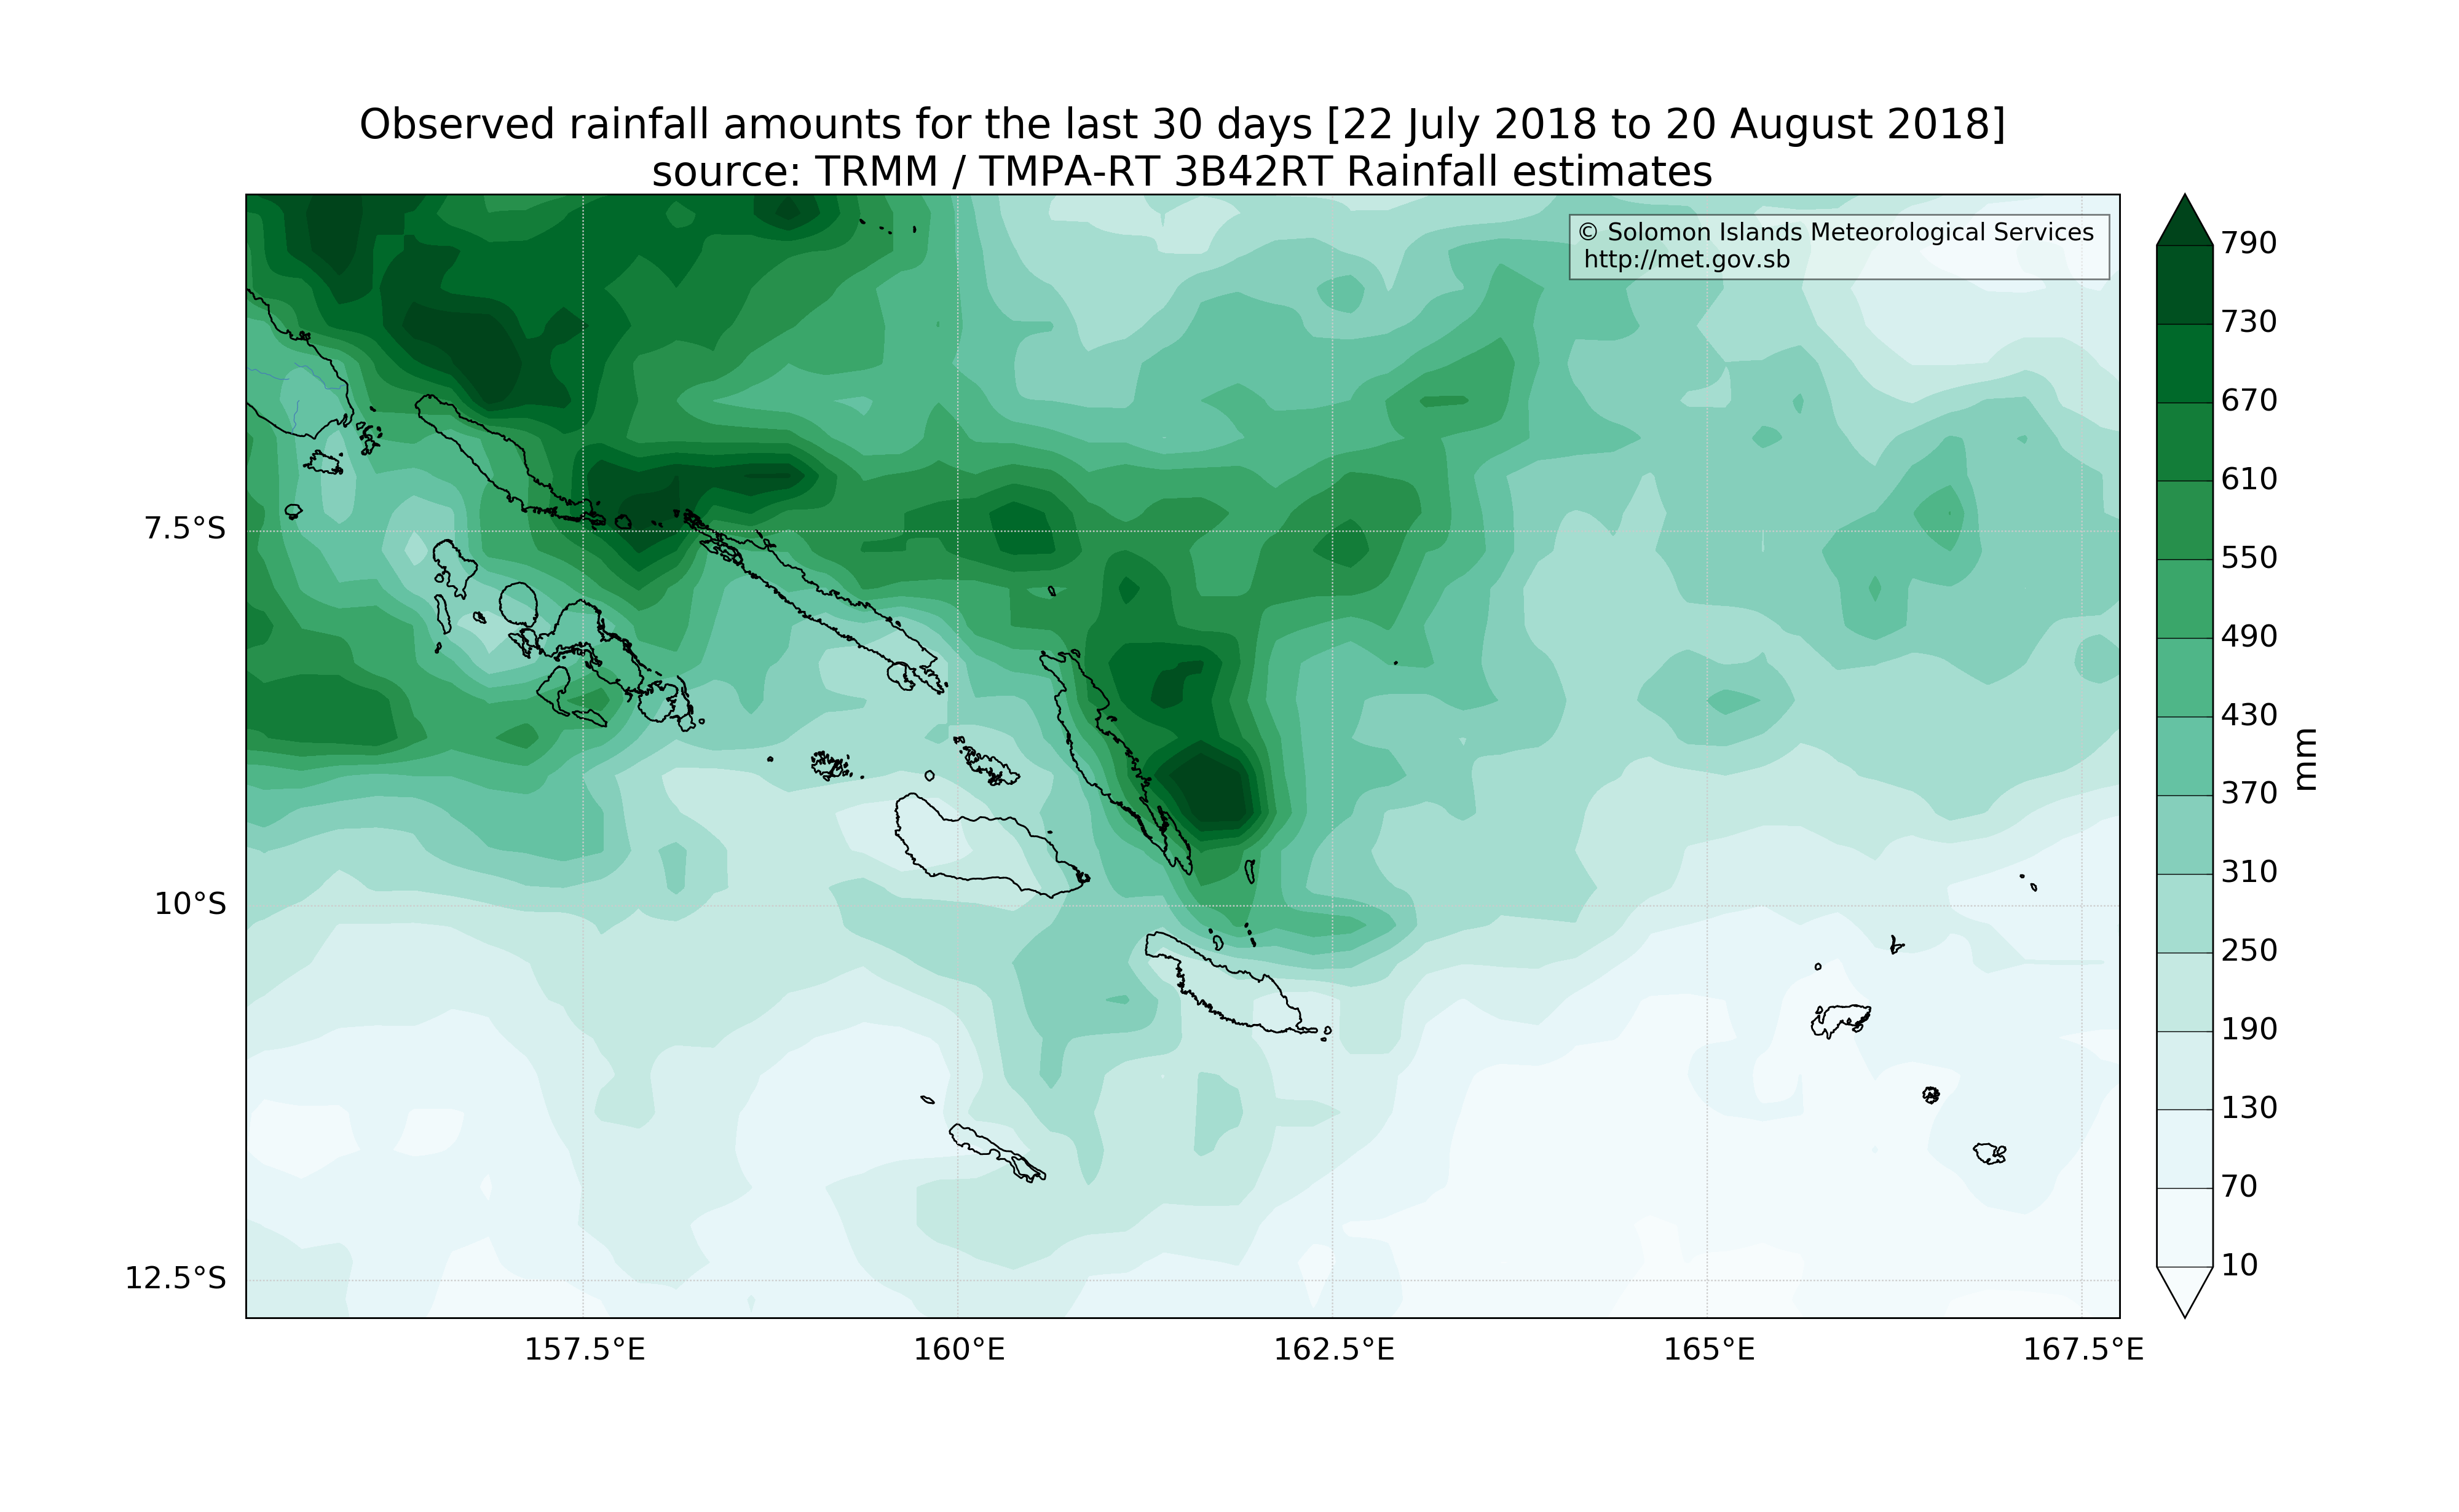 Observed rainfall amounts for the last 30 days [22 July 2018 to 20 August 2018]
source: TRMM / TMPA-RT 3B42RT Rainfall estimates
© Solomon Islands Meteorological Services
http://met.gov.sb
7.5°S
10°S
12.5°S
157.5°E
160°E
162.5°E
165°E
167.5°E
790
730
670
610
550
490
430
370
310
250
190
130
70
10
mm